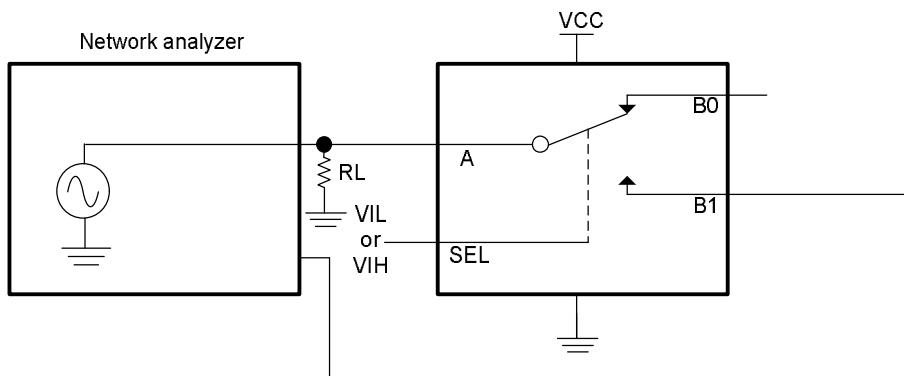 VCC
Network analyzer
B0
A
RL
B1
VIL
or
VIH
SEL